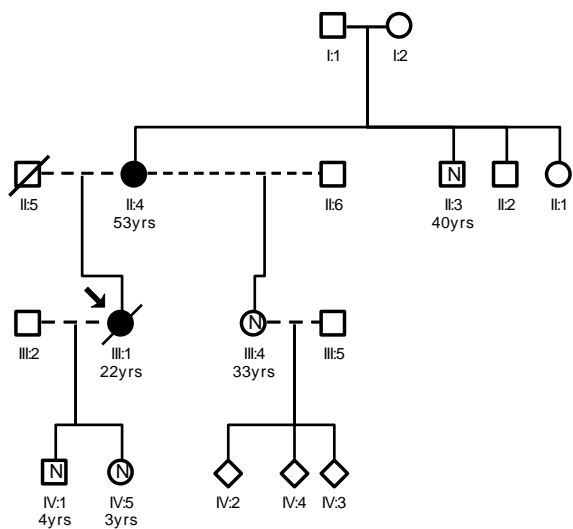 I:1 I:2
N
II:5 II:4 II:6 II:3 II:2 II:1
53yrs 40yrs
N
III:2 III:1 III:4 III:5
22yrs 33yrs
N N
IV:1 IV:5 IV:2 IV:4 IV:3
4yrs 3yrs